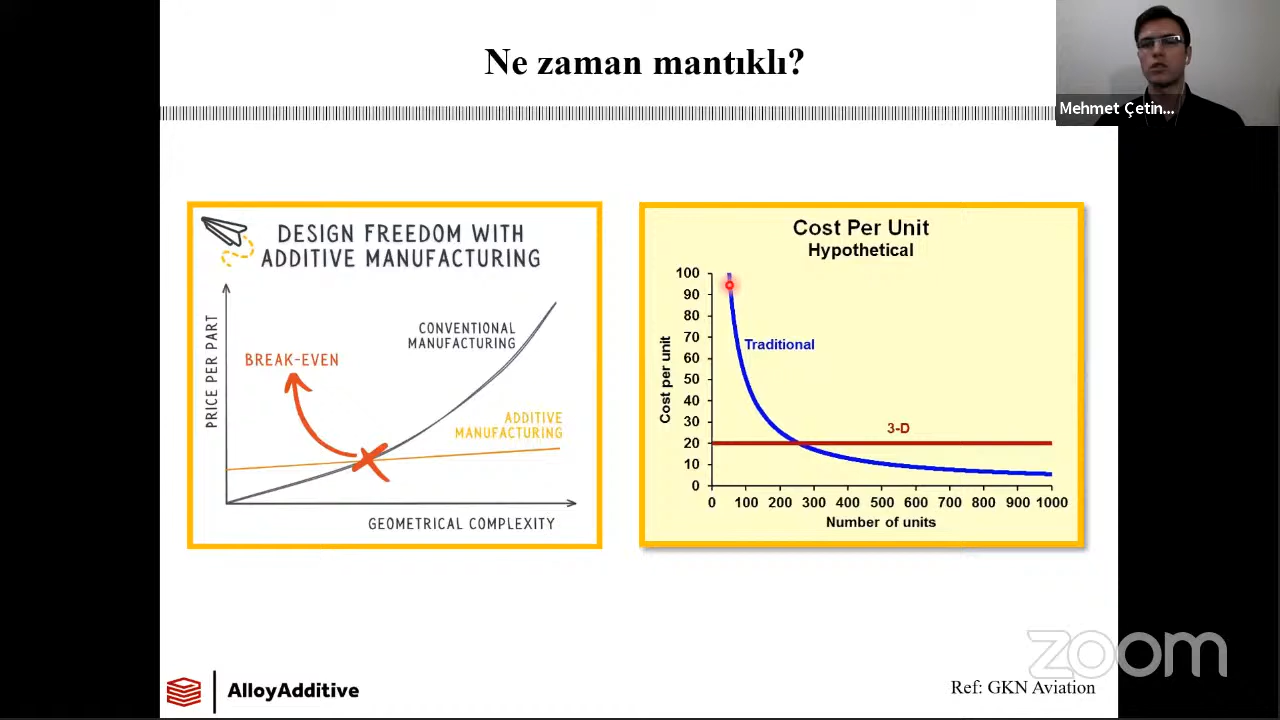 Ne zaman mantıklı?
Mehmet Çetin...
DESIGN FREEDOM WITH
ADDITIVE MANUFACTURING
PRICE PER PART
CONVENTIONAL
MANUFACTURING
BREAK-EVEN
ADDITIVE
MANUFACTURING
GEOMETRICAL COMPLEXITY
Cost Per Unit
Hypothetical
Cost per unit
100
90
80
70
60
50
40
30
20
10
0
Traditional
3-D
0 100 200 300 400 500 600 700 800 900 1000
Number of units
zoom
AlloyAdditive
Ref: GKN Aviation